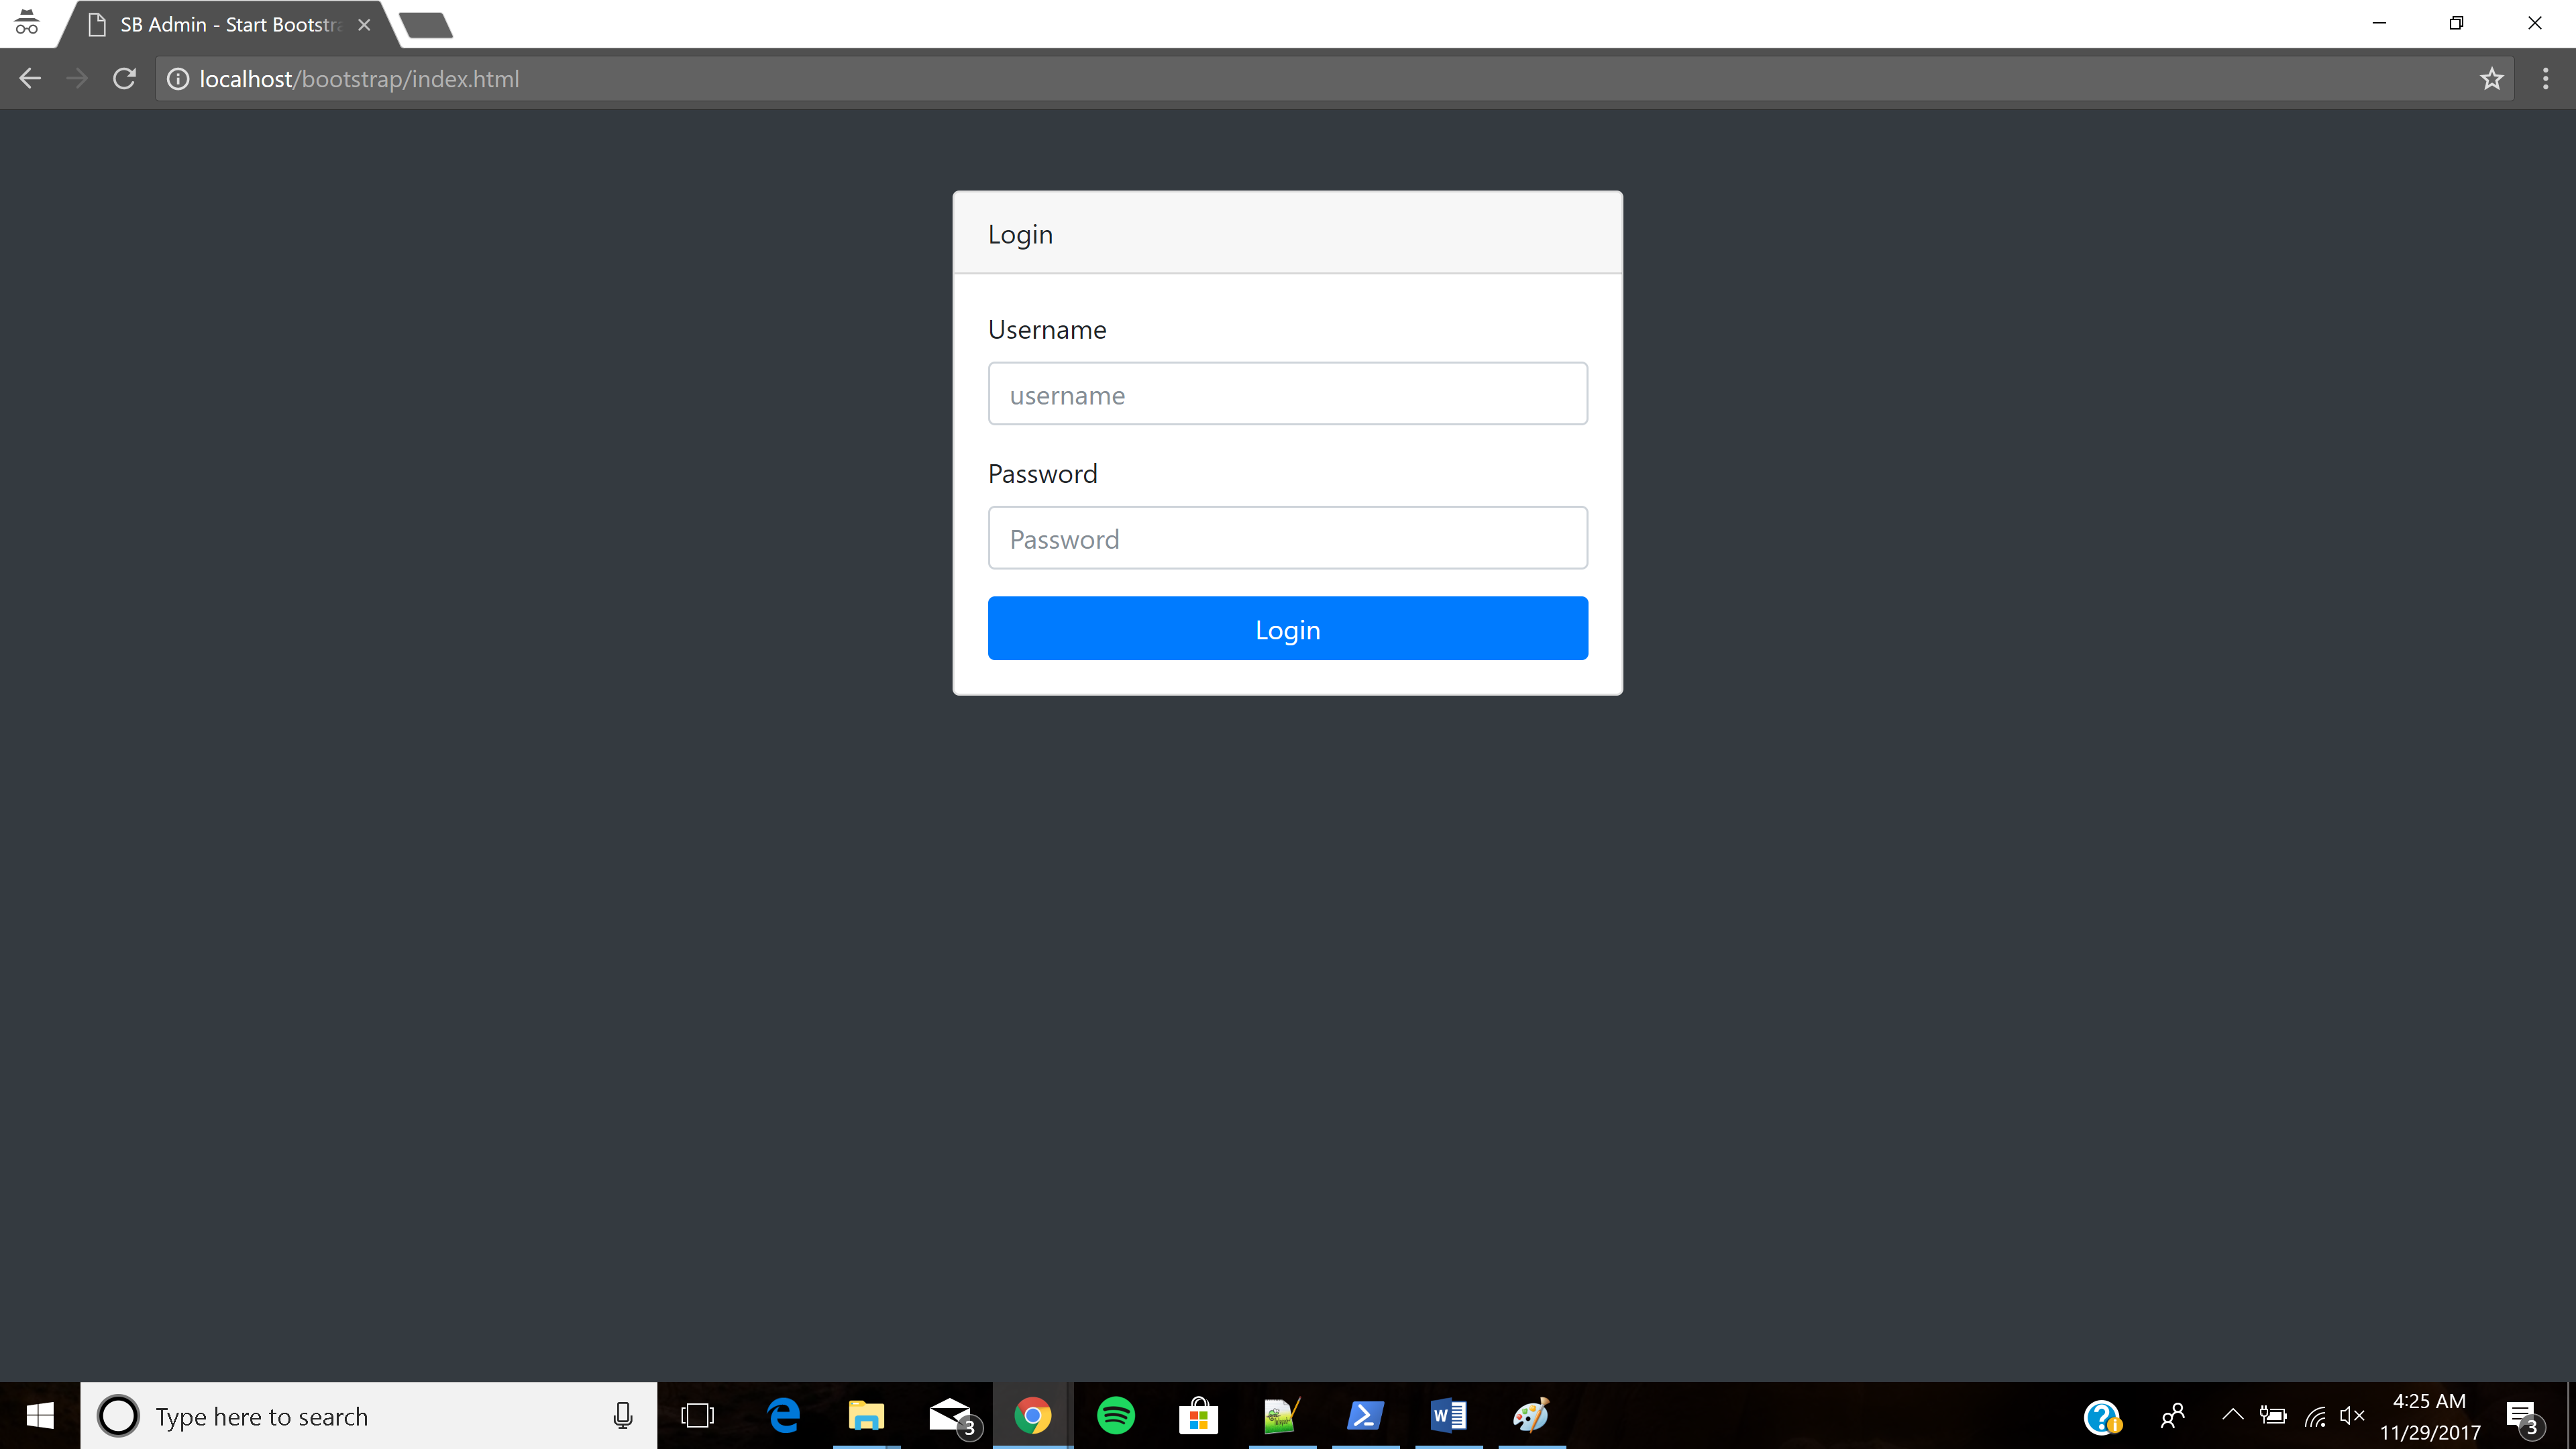 SB Admin - Start Bootstra
localhost/bootstrap/index.html
Login
Username
username
Password
Password
Login
Type here to search
3
4:25 AM
11/29/2017
3